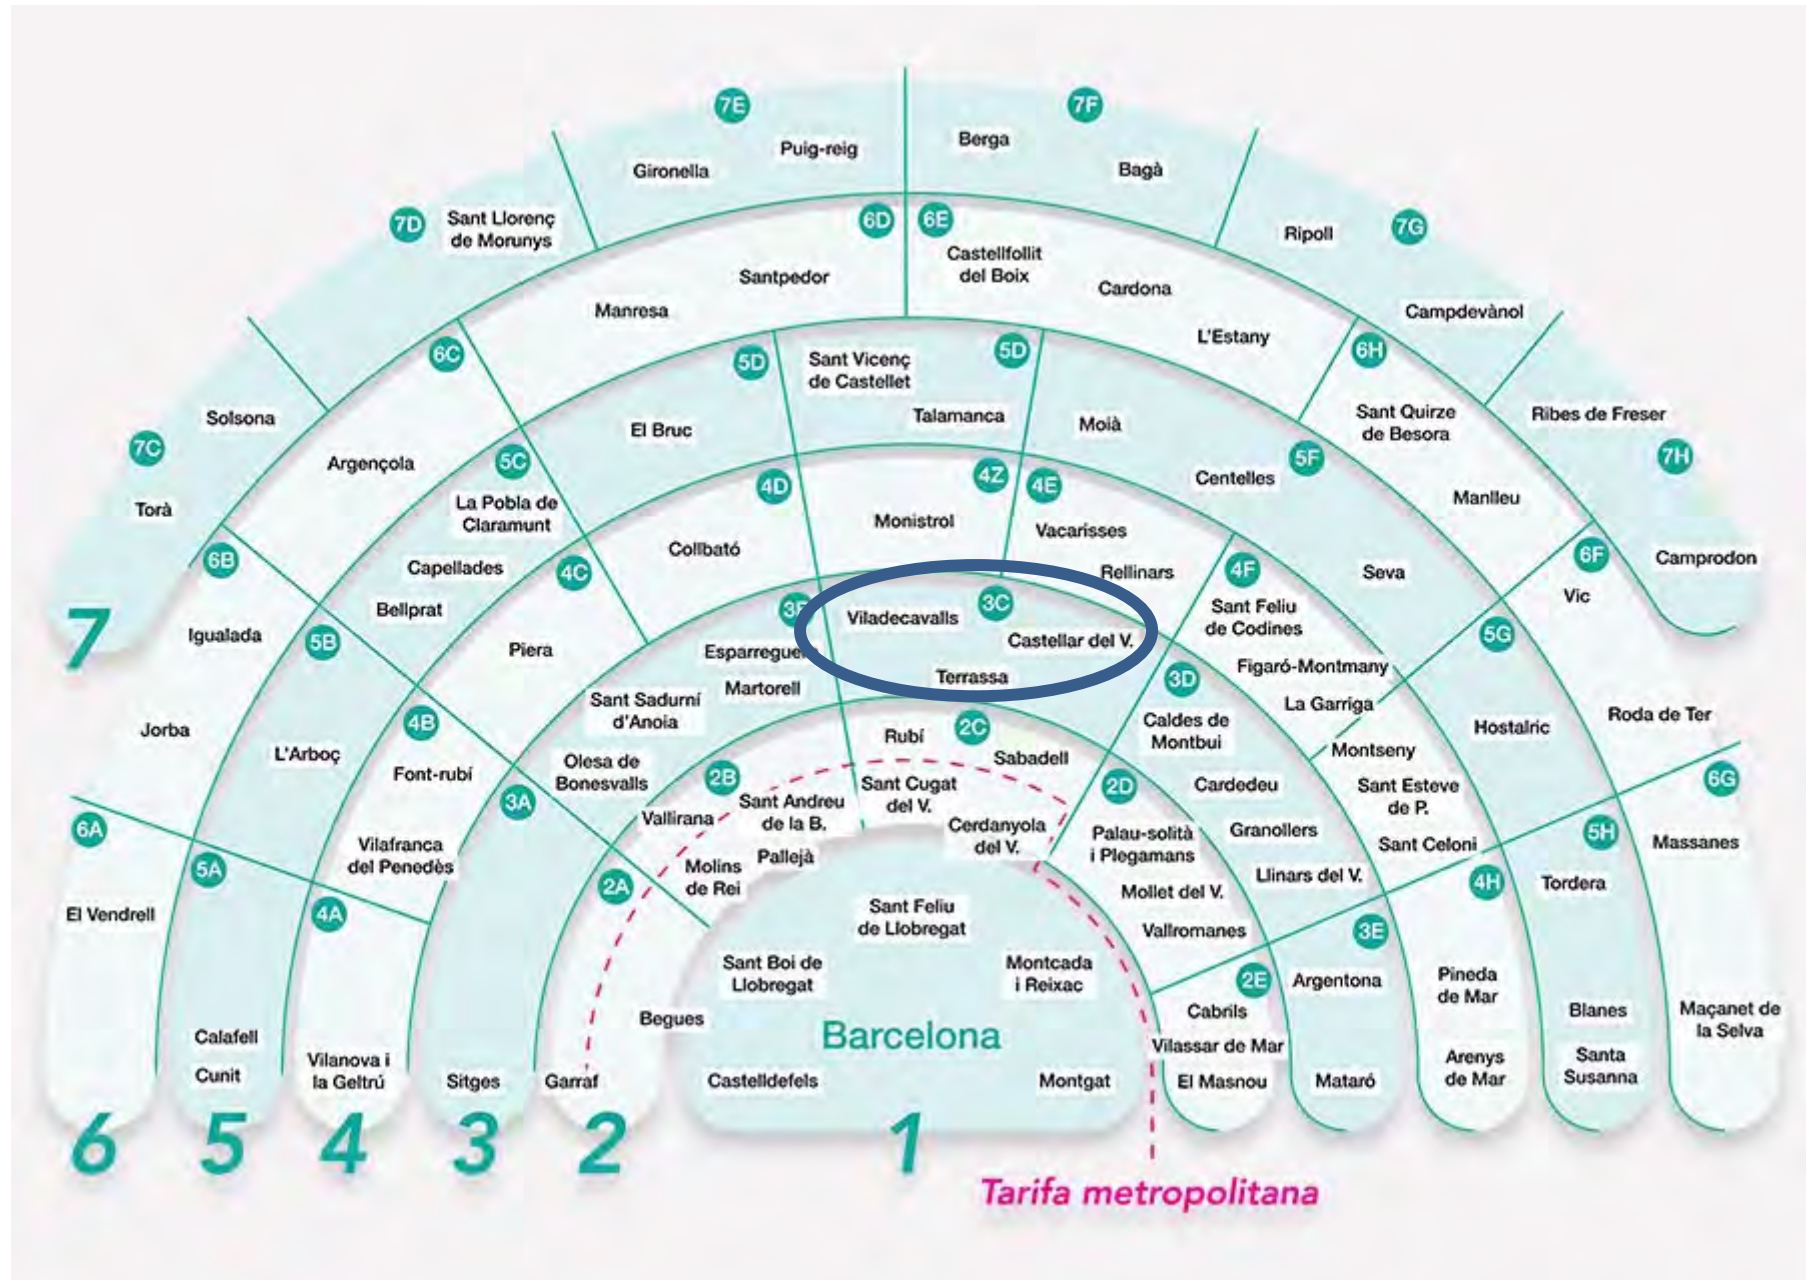 7E
7F
Puig-reig
Berga
Gironella
Bagà
7D
Sant Llorenç
de Morunys
6D
6E
Ripoll
7G
Castellfollit
del Boix
Santpedor
Cardona
Manresa
Campdevànol
L'Estany
6C
5D
Sant Vicenç
de Castellet
5D
6H
Solsona
El Bruc
Talamanca
Moià
Sant Quirze
de Besora
Ribes de Freser
7C
Argençola
5C
5F
7H
Torà
La Pobla de
Claramunt
4D
4Z
4E
Centelles
Manlleu
Monistrol
Vacarisses
6B
Capellades
4C
Collbató
Rellinars
4F
Seva
6F
Camprodon
Vic
7
Igualada
5B
Bellprat
Piera
Viladecavalls
3C
Sant Feliu
de Codines
5G
Esparreguera
Castellar del V.
Terrassa
Figaró-Montmany
Martorell
3D
Jorba
4B
Sant Sadurní
d'Anoia
La Garriga
Hostalric
Roda de Ter
L'Arboç
Font-rubí
Olesa de
Bonesvalls
2B
Rubí
2C
Sabadell
Caldes de
Montbui
Montseny
6A
3A
Vallirana
Sant Andreu
de la B.
Sant Cugat
del V.
2D
Cardedeu
Sant Esteve
de P.
6G
Vilafranca
del Penedès
Cerdanyola
del V.
Palau-solità
i Plegamans
Granollers
Sant Celoni
5H
Massanes
5A
Molins
de Rei
Pallejà
2A
Llinars del V.
4H
Tordera
El Vendrell
4A
Sant Feliu
de Llobregat
Mollet del V.
Vallromanes
3E
Sant Boi de
Llobregat
Montcada
i Reixac
2E
Argentona
Pineda
de Mar
Begues
Barcelona
Cabrils
Blanes
Maçanet de
la Selva
Calafell
Cunit
Vilanova i
la Geltrú
Sitges
Garraf
Castelldefels
Montgat
Vilassar de Mar
El Masnou
Mataró
Arenys
de Mar
Santa
Susanna
6 5 4 3 2 1
Tarifa metropolitana